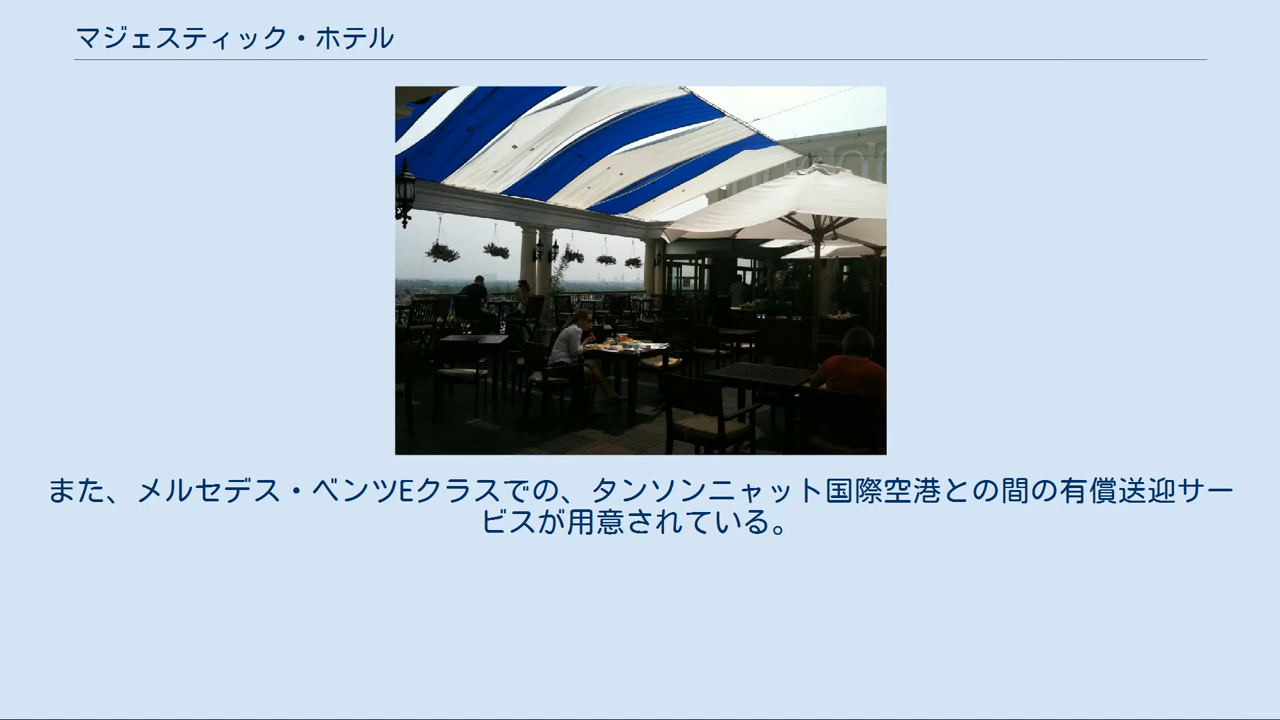 マジェスティック・ホテル
また、メルセデス・ベンツEクラスでの、タンソンニャット国際空港との間の有償送迎サー
ビスが用意されている。